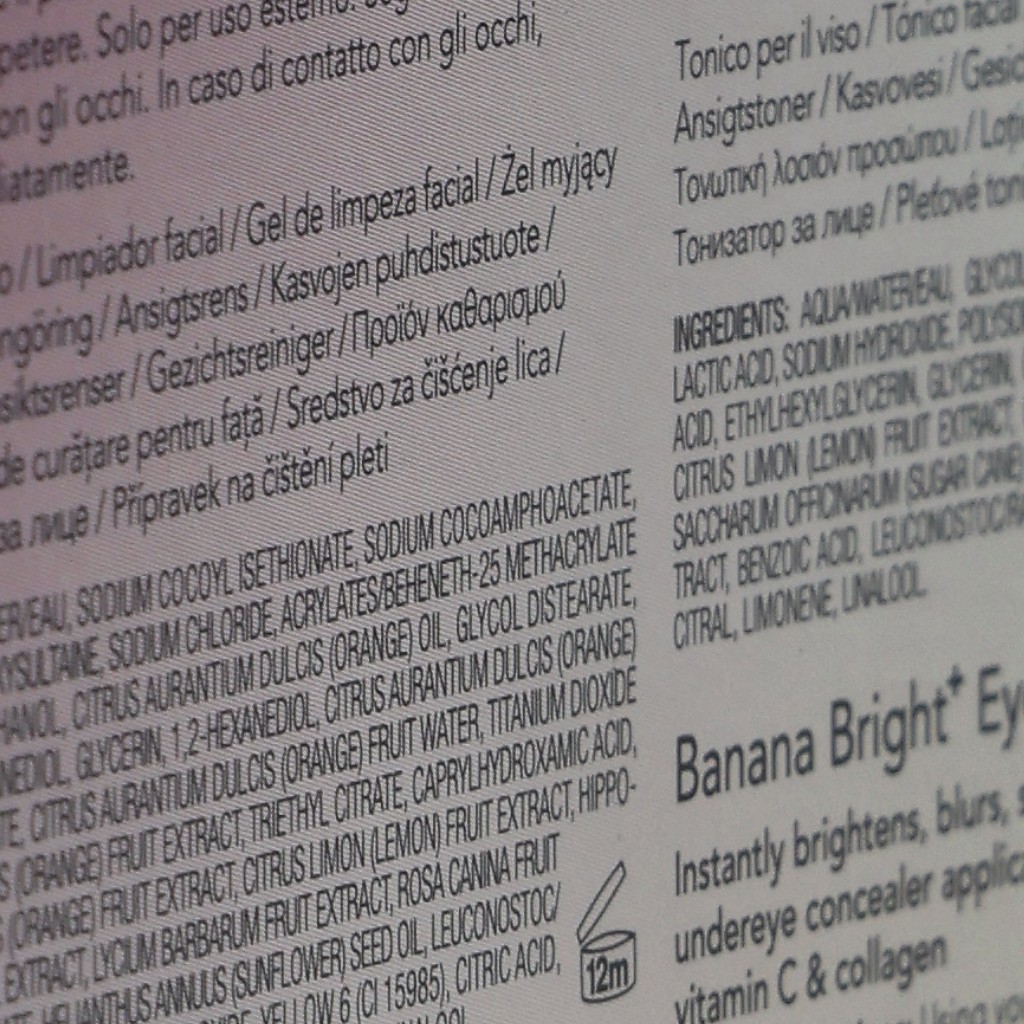 petere. Solo per uso esterno.
on gli occhi. In caso di contatto con gli occhi,
iatamente.
o / Limpiador facial / Gel de limpeza facial / Żel myjący
ngöring / Ansigtsrens / Kasvojen puhdistustuote /
siktsrenser / Gezichtsreiniger / Προϊόν καθαρισμού
de curățare pentru față / Sredstvo za čišćenje lica /
за лице / Přípravek na čištění pleti
ER/EAU, SODIUM COCOYL ISETHIONATE, SODIUM COCOAMPHOACETATE,
XYSULTAINE, SODIUM CHLORIDE, ACRYLATES/BEHENETH-25 METHACRYLATE
HANOL, CITRUS AURANTIUM DULCIS (ORANGE) OIL, GLYCOL DISTEARATE,
NEDIOL, GLYCERIN, 1,2-HEXANEDIOL, CITRUS AURANTIUM DULCIS (ORANGE)
TE, CITRUS AURANTIUM DULCIS (ORANGE) FRUIT WATER, TITANIUM DIOXIDE
S (ORANGE) FRUIT EXTRACT, TRIETHYL CITRATE, CAPRYLHYDROXAMIC ACID,
(ORANGE) FRUIT EXTRACT, CITRUS LIMON (LEMON) FRUIT EXTRACT, HIPPO-
EXTRACT, LYCIUM BARBARUM FRUIT EXTRACT, ROSA CANINA FRUIT
HELIANTHUS ANNUUS (SUNFLOWER) SEED OIL, LEUCONOSTOC/
YELLOW 6 (CI 15985), CITRIC ACID,
12m
Tonico per il viso / Tónico facial
Ansigtstoner / Kasvovesi / Gesic
Τονωτική λοσιόν προσώπου / Loți
Тонизатор за лице / Pleťové ton
INGREDIENTS: AQUA/WATER/EAU, GLYCOL
LACTIC ACID, SODIUM HYDROXIDE, POLYSO
ACID, ETHYLHEXYLGLYCERIN, GLYCERIN,
CITRUS LIMON (LEMON) FRUIT EXTRACT,
SACCHARUM OFFICINARUM (SUGAR CANE)
TRACT, BENZOIC ACID, LEUCONOSTOC/RA
CITRAL, LIMONENE, LINALOOL
Banana Bright+ Ey
Instantly brightens, blurs, s
undereye concealer applica
vitamin C & collagen
Using you